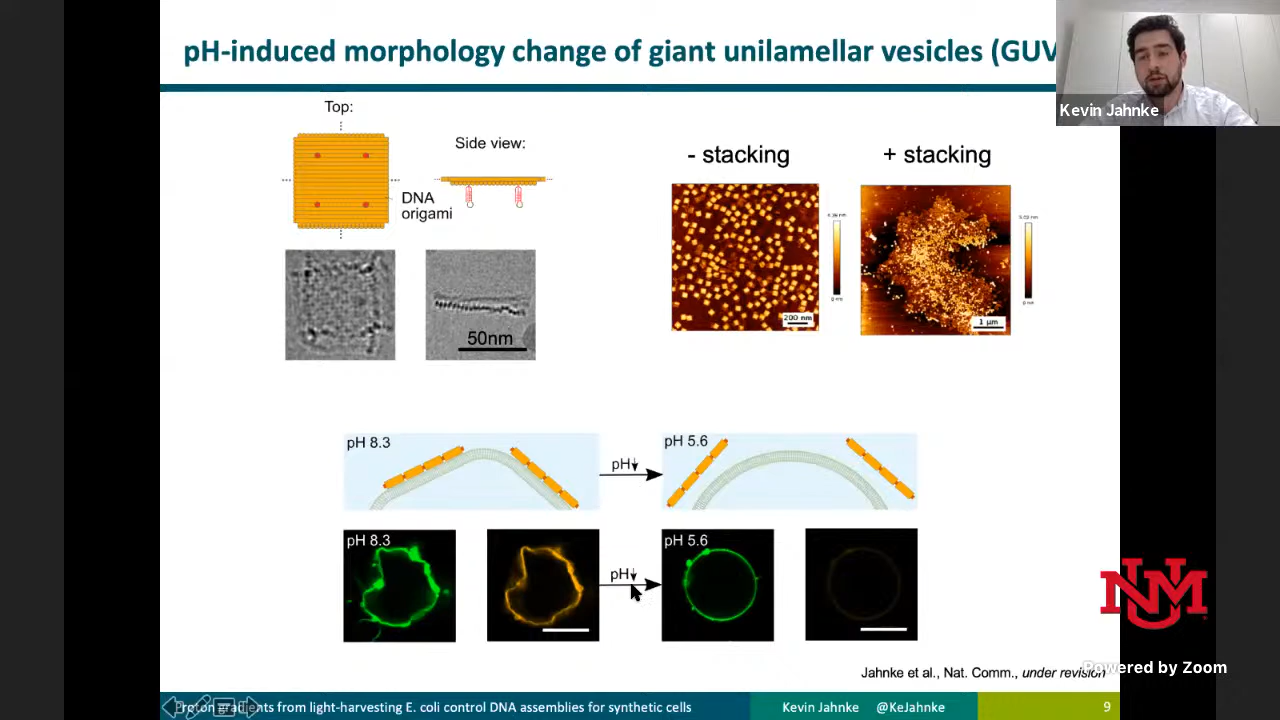 pH-induced morphology change of giant unilamellar vesicles (GUV
Kevin Jahnke
Top:
Side view:
DNA
origami
50nm
- stacking
+ stacking
200 nm
1 µm
pH 8.3
pH↓
pH 5.6
pH 8.3
pH↓
pH 5.6
UNM
Jahnke et al., Nat. Comm., under revision
Powered by Zoom
Proton gradients from light-harvesting E. coli control DNA assemblies for synthetic cells
Kevin Jahnke @KeJahnke
9